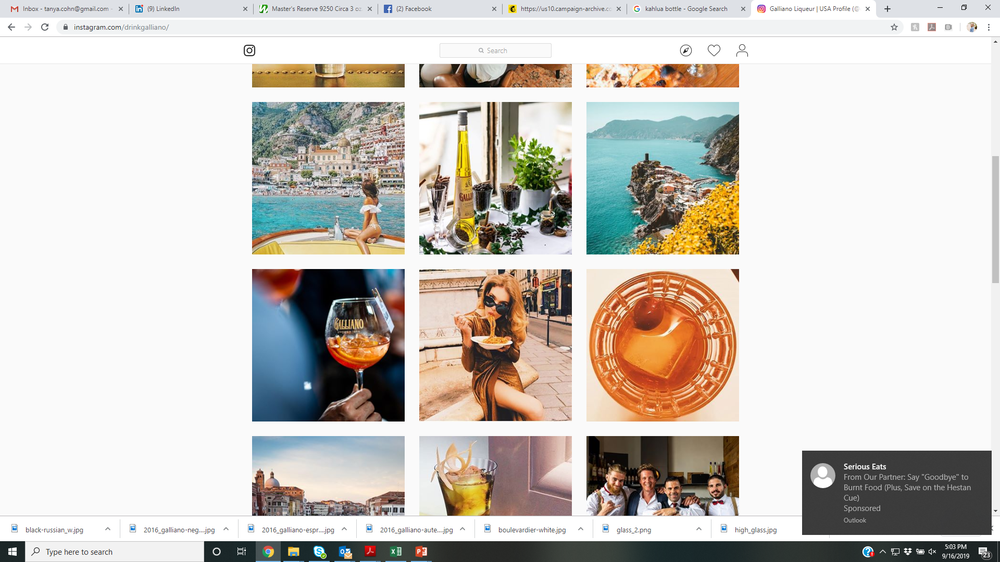 Inbox - tanya.cohn@gmail.com -
(9) LinkedIn
Master's Reserve 9250 Circa 3 oz.
(2) Facebook
https://us10.campaign-archive.co
kahlua bottle - Google Search
Galliano Liqueur | USA Profile (@
instagram.com/drinkgalliano/
Search
GALLIANO
LIVORNO 1896
Serious Eats
From Our Partner: Say "Goodbye" to
Burnt Food (Plus, Save on the Hestan
Cue)
Sponsored
Outlook
black-russian_w.jpg
2016_galliano-neg....jpg
2016_galliano-espr....jpg
2016_galliano-aute....jpg
boulevardier-white.jpg
glass_2.png
high_glass.jpg
Type here to search
5:03 PM
9/16/2019
23